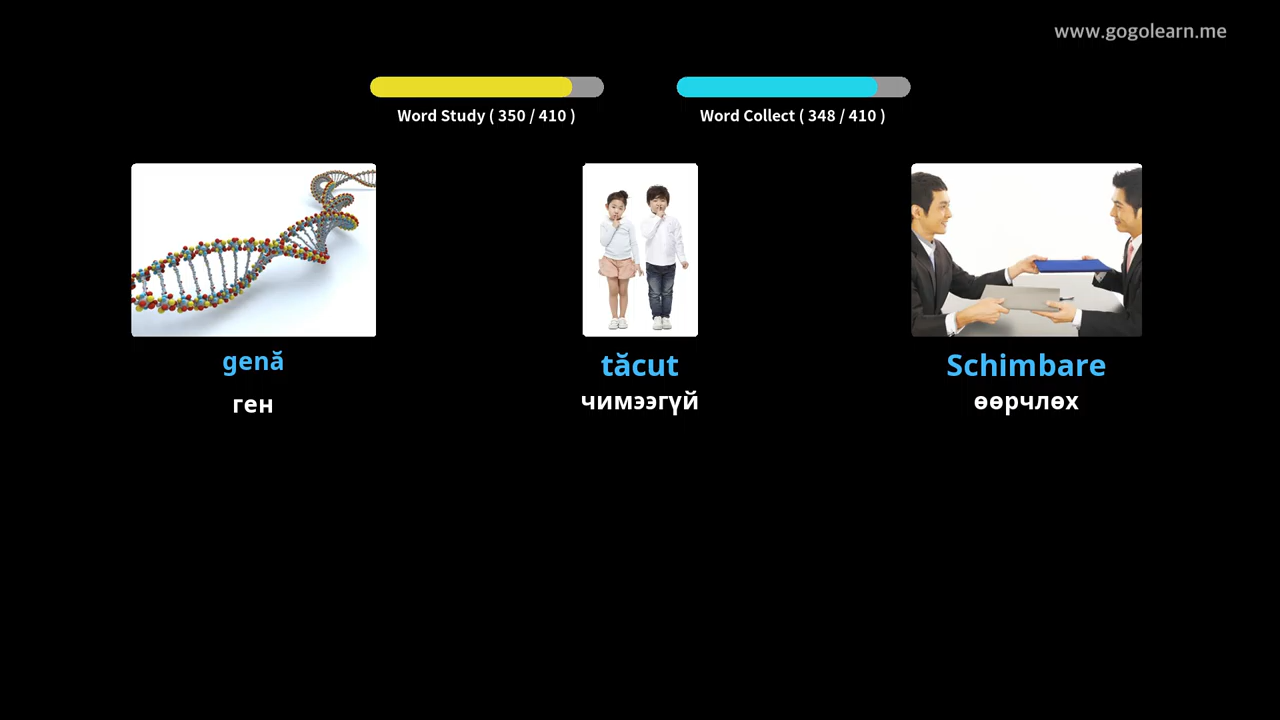 www.gogolearn.me
Word Study ( 350 / 410 )
Word Collect ( 348 / 410 )
genă
ген
tăcut
чимээгүй
Schimbare
өөрчлөх